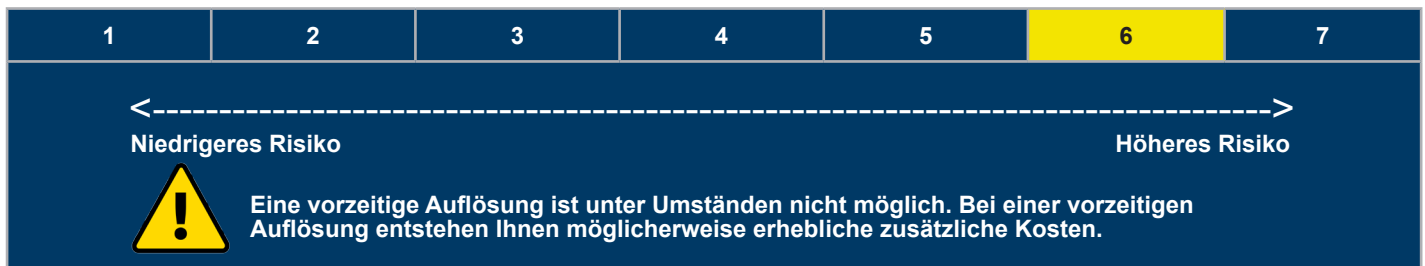 1 2 3 4 5 6 7
<---------------------------------------------------------------------------------------->
Niedrigeres Risiko Höheres Risiko
!
Eine vorzeitige Auflösung ist unter Umständen nicht möglich. Bei einer vorzeitigen
Auflösung entstehen Ihnen möglicherweise erhebliche zusätzliche Kosten.